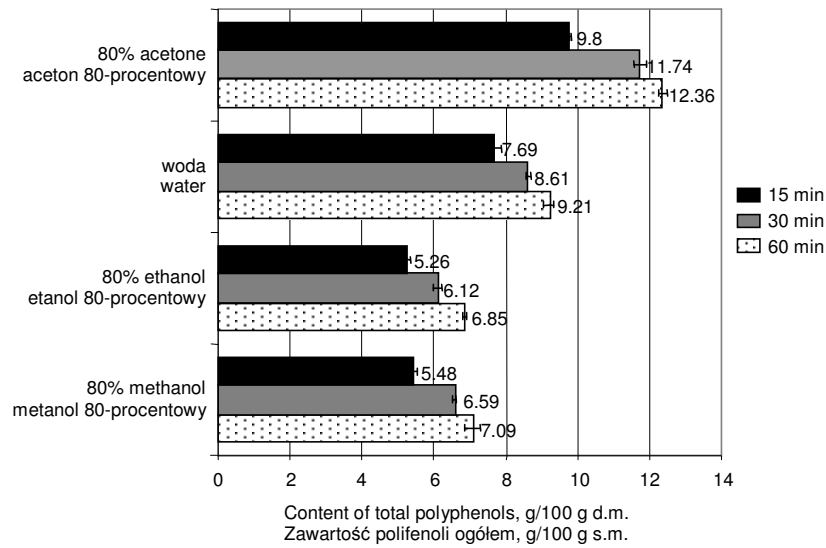 80% acetone
aceton 80-procentowy
9.8
11.74
12.36
woda
water
7.69
8.61
9.21
80% ethanol
etanol 80-procentowy
5.26
6.12
6.85
80% methanol
metanol 80-procentowy
5.48
6.59
7.09
15 min
30 min
60 min
0 2 4 6 8 10 12 14
Content of total polyphenols, g/100 g d.m.
Zawartość polifenoli ogółem, g/100 g s.m.